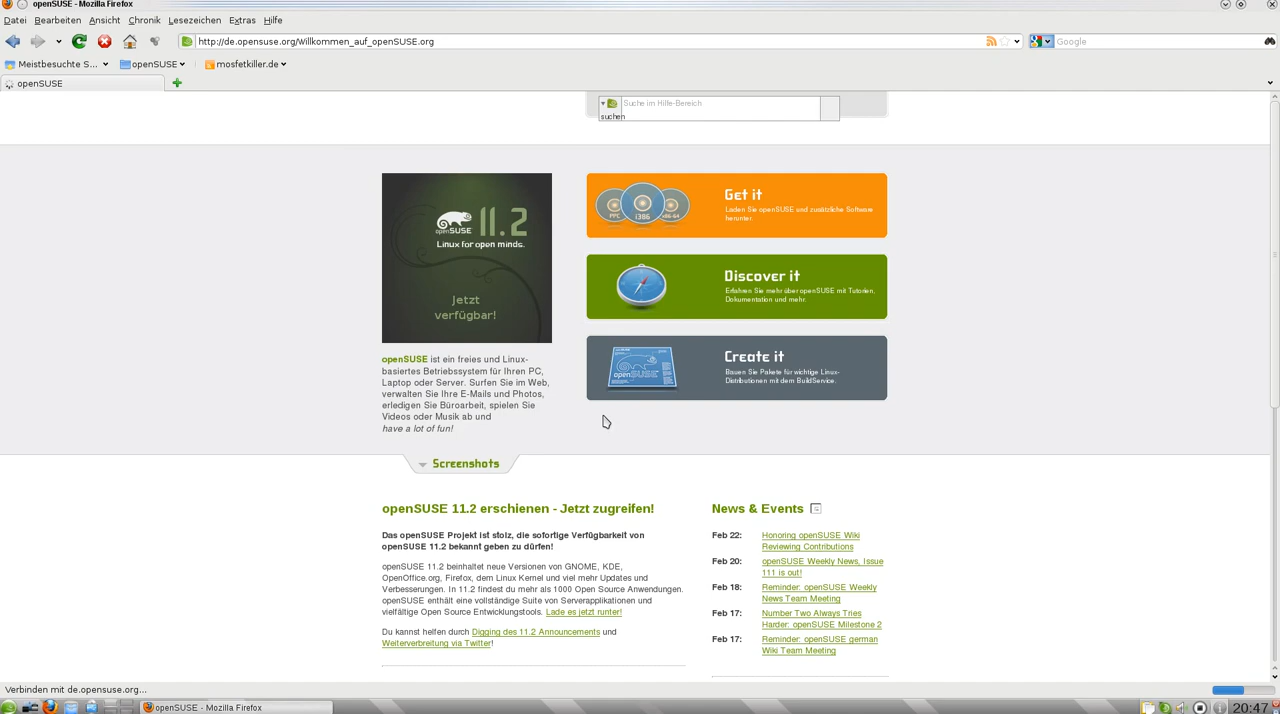 openSUSE - Mozilla Firefox
Datei Bearbeiten Ansicht Chronik Lesezeichen Extras Hilfe
http://de.opensuse.org/Willkommen_auf_openSUSE.org
Google
Meistbesuchte S...
openSUSE
mosfetkiller.de
openSUSE
Suche im Hilfe-Bereich
suchen
openSUSE 11.2
Linux for open minds.
Jetzt
verfügbar!
PPC i386 x86-64
Get it
Laden Sie openSUSE und zusätzliche Software
herunter.
Discover it
Erfahren Sie mehr über openSUSE mit Tutorien,
Dokumentation und mehr.
Create it
Bauen Sie Pakete für wichtige Linux-
Distributionen mit dem BuildService.
openSUSE ist ein freies und Linux-
basiertes Betriebssystem für Ihren PC,
Laptop oder Server. Surfen Sie im Web,
verwalten Sie Ihre E-Mails und Photos,
erledigen Sie Büroarbeit, spielen Sie
Videos oder Musik ab und
have a lot of fun!
Screenshots
openSUSE 11.2 erschienen - Jetzt zugreifen!
Das openSUSE Projekt ist stolz, die sofortige Verfügbarkeit von
openSUSE 11.2 bekannt geben zu dürfen!
openSUSE 11.2 beinhaltet neue Versionen von GNOME, KDE,
OpenOffice.org, Firefox, dem Linux Kernel und viel mehr Updates und
Verbesserungen. In 11.2 findest du mehr als 1000 Open Source Anwendungen.
openSUSE enthält eine vollständige Suite von Serverapplikationen und
vielfältige Open Source Entwicklungstools. Lade es jetzt runter!
Du kannst helfen durch Digging des 11.2 Announcements und
Weiterverbreitung via Twitter!
News & Events
Feb 22: Honoring openSUSE Wiki
Reviewing Contributions
Feb 20: openSUSE Weekly News, Issue
111 is out!
Feb 18: Reminder: openSUSE Weekly
News Team Meeting
Feb 17: Number Two Always Tries
Harder: openSUSE Milestone 2
Feb 17: Reminder: openSUSE german
Wiki Team Meeting
Verbinden mit de.opensuse.org...
openSUSE - Mozilla Firefox
20:47